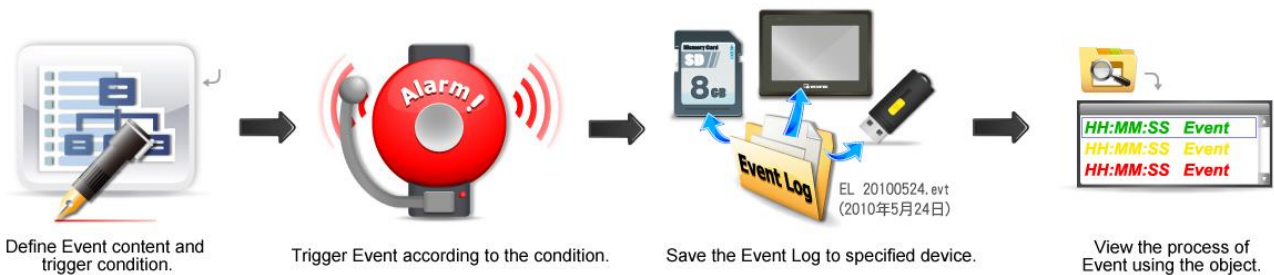 Alarm!
Memory Card
SD
8GB
Event Log
EL 20100524.evt
(2010年5月24日)
HH:MM:SS Event
HH:MM:SS Event
HH:MM:SS Event
Define Event content and
trigger condition.
Trigger Event according to the condition.
Save the Event Log to specified device.
View the process of
Event using the object.